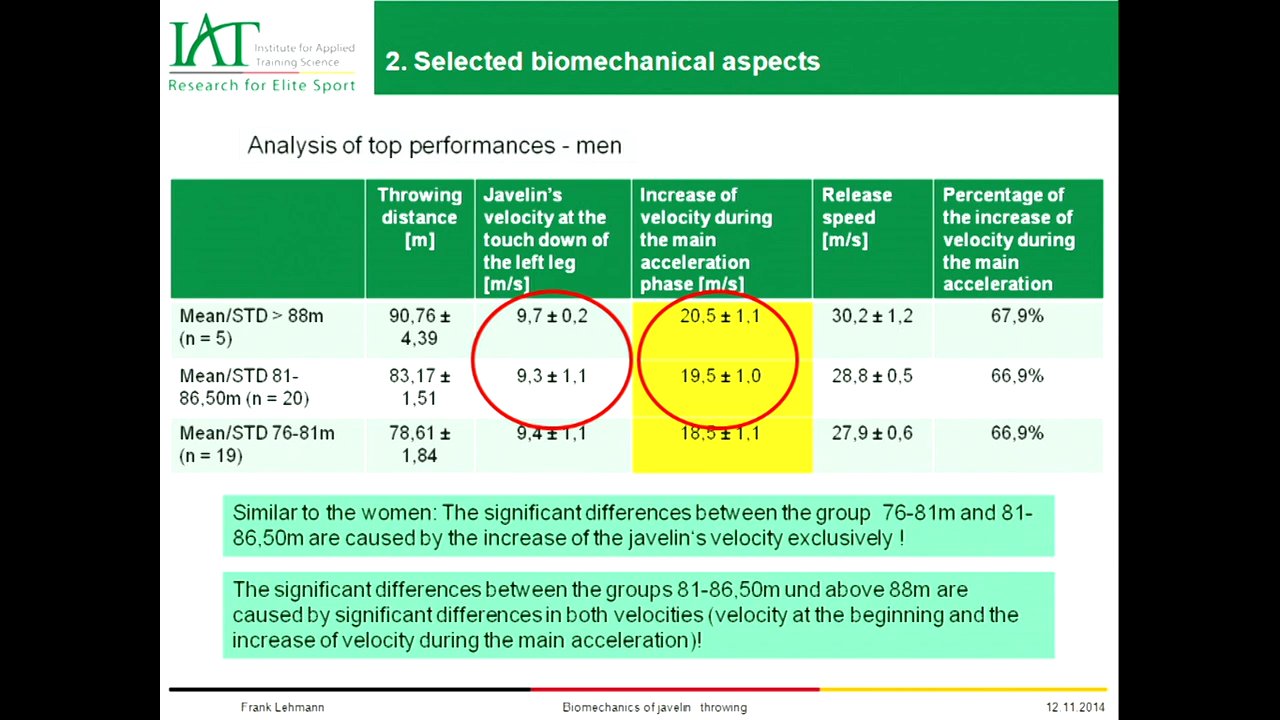 IAT
Institute for Applied
Training Science
Research for Elite Sport
2. Selected biomechanical aspects
Analysis of top performances - men
Throwing
distance
[m]
Javelin's
velocity at the
touch down of
the left leg
[m/s]
Increase of
velocity during
the main
acceleration
phase [m/s]
Release
speed
[m/s]
Percentage of
the increase of
velocity during
the main
acceleration
Mean/STD > 88m
(n = 5)
90,76 ±
4,39
9,7 ± 0,2
20,5 ± 1,1
30,2 ± 1,2
67,9%
Mean/STD 81-
86,50m (n = 20)
83,17 ±
1,51
9,3 ± 1,1
19,5 ± 1,0
28,8 ± 0,5
66,9%
Mean/STD 76-81m
(n = 19)
78,61 ±
1,84
9,4 ± 1,1
18,5 ± 1,1
27,9 ± 0,6
66,9%
Similar to the women: The significant differences between the group 76-81m and 81-
86,50m are caused by the increase of the javelin's velocity exclusively !
The significant differences between the groups 81-86,50m und above 88m are
caused by significant differences in both velocities (velocity at the beginning and the
increase of velocity during the main acceleration)!
Frank Lehmann
Biomechanics of javelin throwing
12.11.2014